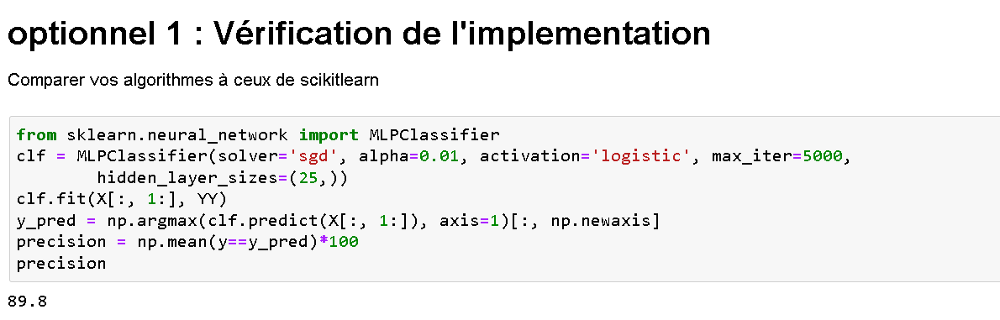 optionnel 1 : Vérification de l'implementation
Comparer vos algorithmes à ceux de scikitlearn
from sklearn.neural_network import MLPClassifier
clf = MLPClassifier(solver='sgd', alpha=0.01, activation='logistic', max_iter=5000,
        hidden_layer_sizes=(25,))
clf.fit(X[:, 1:], YY)
y_pred = np.argmax(clf.predict(X[:, 1:]), axis=1)[:, np.newaxis]
precision = np.mean(y==y_pred)*100
precision
89.8